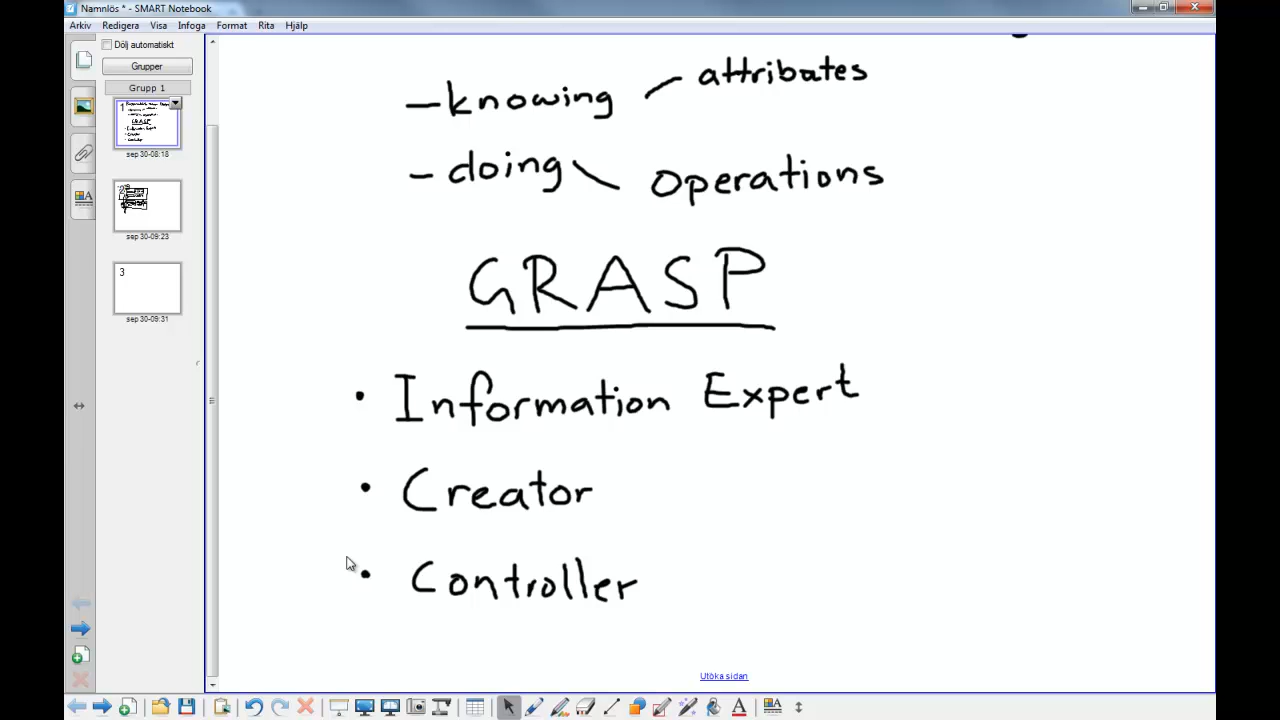 Namnlös * - SMART Notebook
Arkiv Redigera Visa Infoga Format Rita Hjälp
Dölj automatiskt
Grupper
Grupp 1
1
sep 30-08:18
sep 30-09:23
3
sep 30-09:31
- knowing attributes
- doing operations
GRASP
• Information Expert
• Creator
• Controller
Utöka sidan